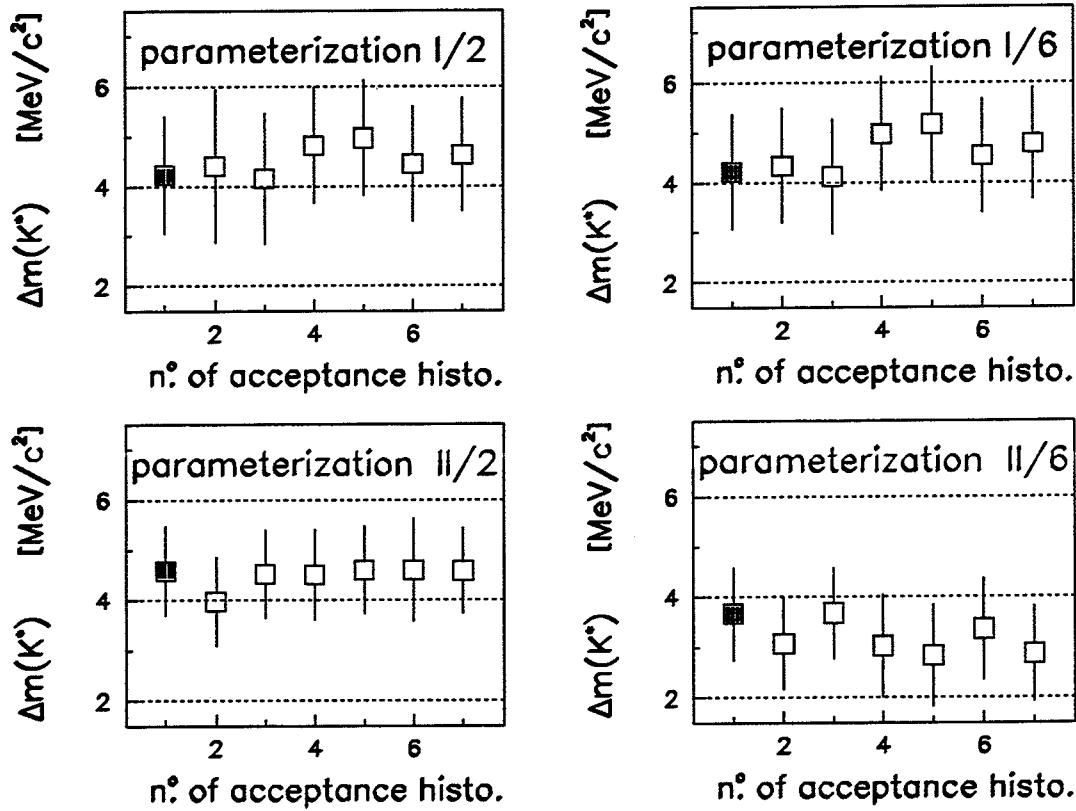 parameterization I/2
[MeV/c²]
Δm(K*)
6
4
2
2 4 6
n.º of acceptance histo.
parameterization I/6
[MeV/c²]
Δm(K*)
6
4
2
2 4 6
n.º of acceptance histo.
parameterization II/2
[MeV/c²]
Δm(K*)
6
4
2
2 4 6
n.º of acceptance histo.
parameterization II/6
[MeV/c²]
Δm(K*)
6
4
2
2 4 6
n.º of acceptance histo.